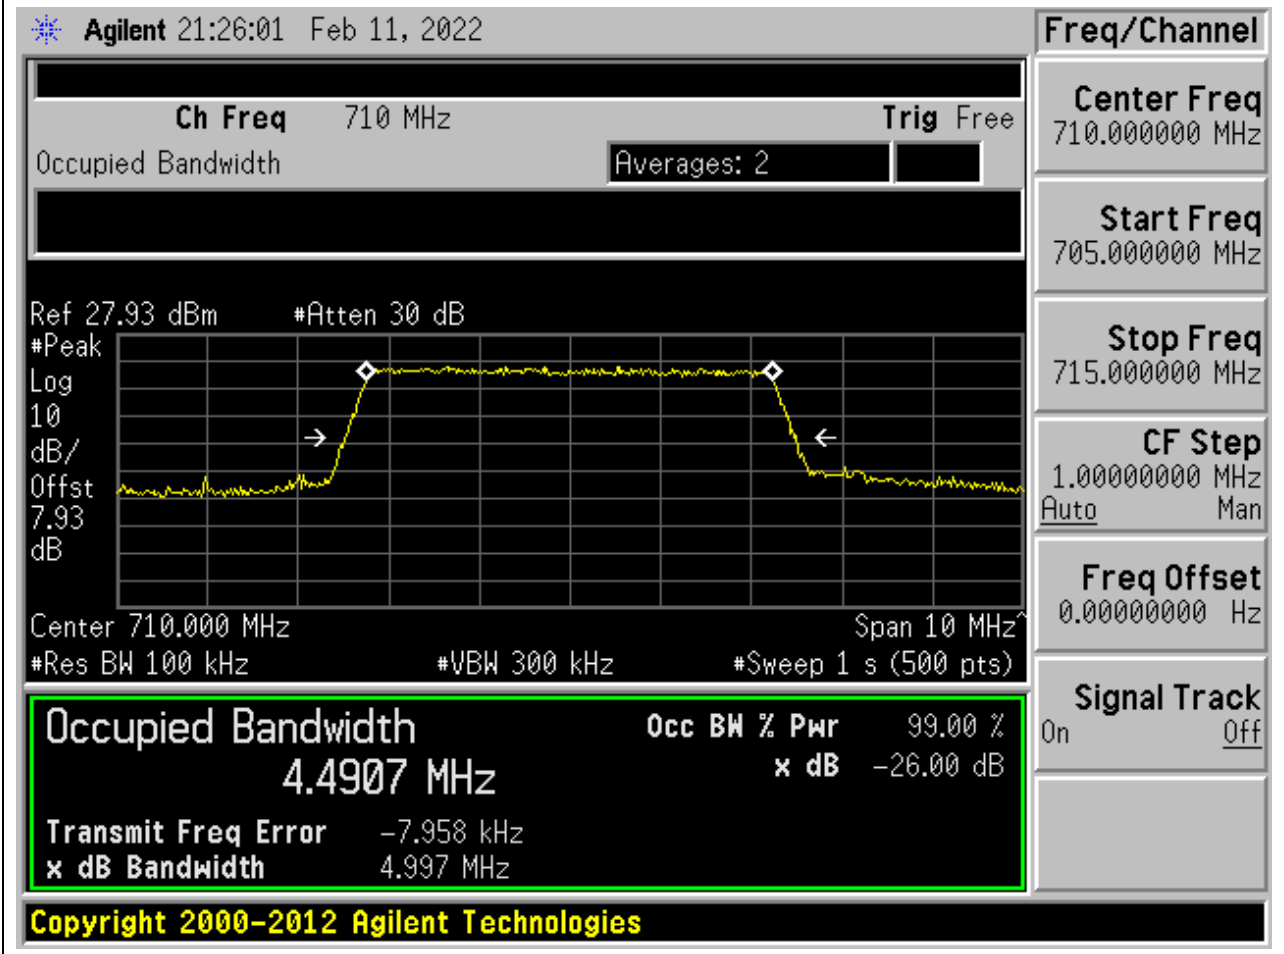 Agilent 21:26:01 Feb 11, 2022
Freq/Channel
Ch Freq 710 MHz Trig Free
Occupied Bandwidth Averages: 2
Center Freq
710.000000 MHz
Start Freq
705.000000 MHz
Stop Freq
715.000000 MHz
CF Step
1.00000000 MHz
Auto Man
Freq Offset
0.00000000 Hz
Signal Track
On Off
Ref 27.93 dBm #Atten 30 dB
#Peak
Log
10
dB/
Offst
7.93
dB
Center 710.000 MHz Span 10 MHz^
#Res BW 100 kHz #VBW 300 kHz #Sweep 1 s (500 pts)
Occupied Bandwidth Occ BW % Pwr 99.00 %
4.4907 MHz x dB -26.00 dB
Transmit Freq Error -7.958 kHz
x dB Bandwidth 4.997 MHz
Copyright 2000-2012 Agilent Technologies